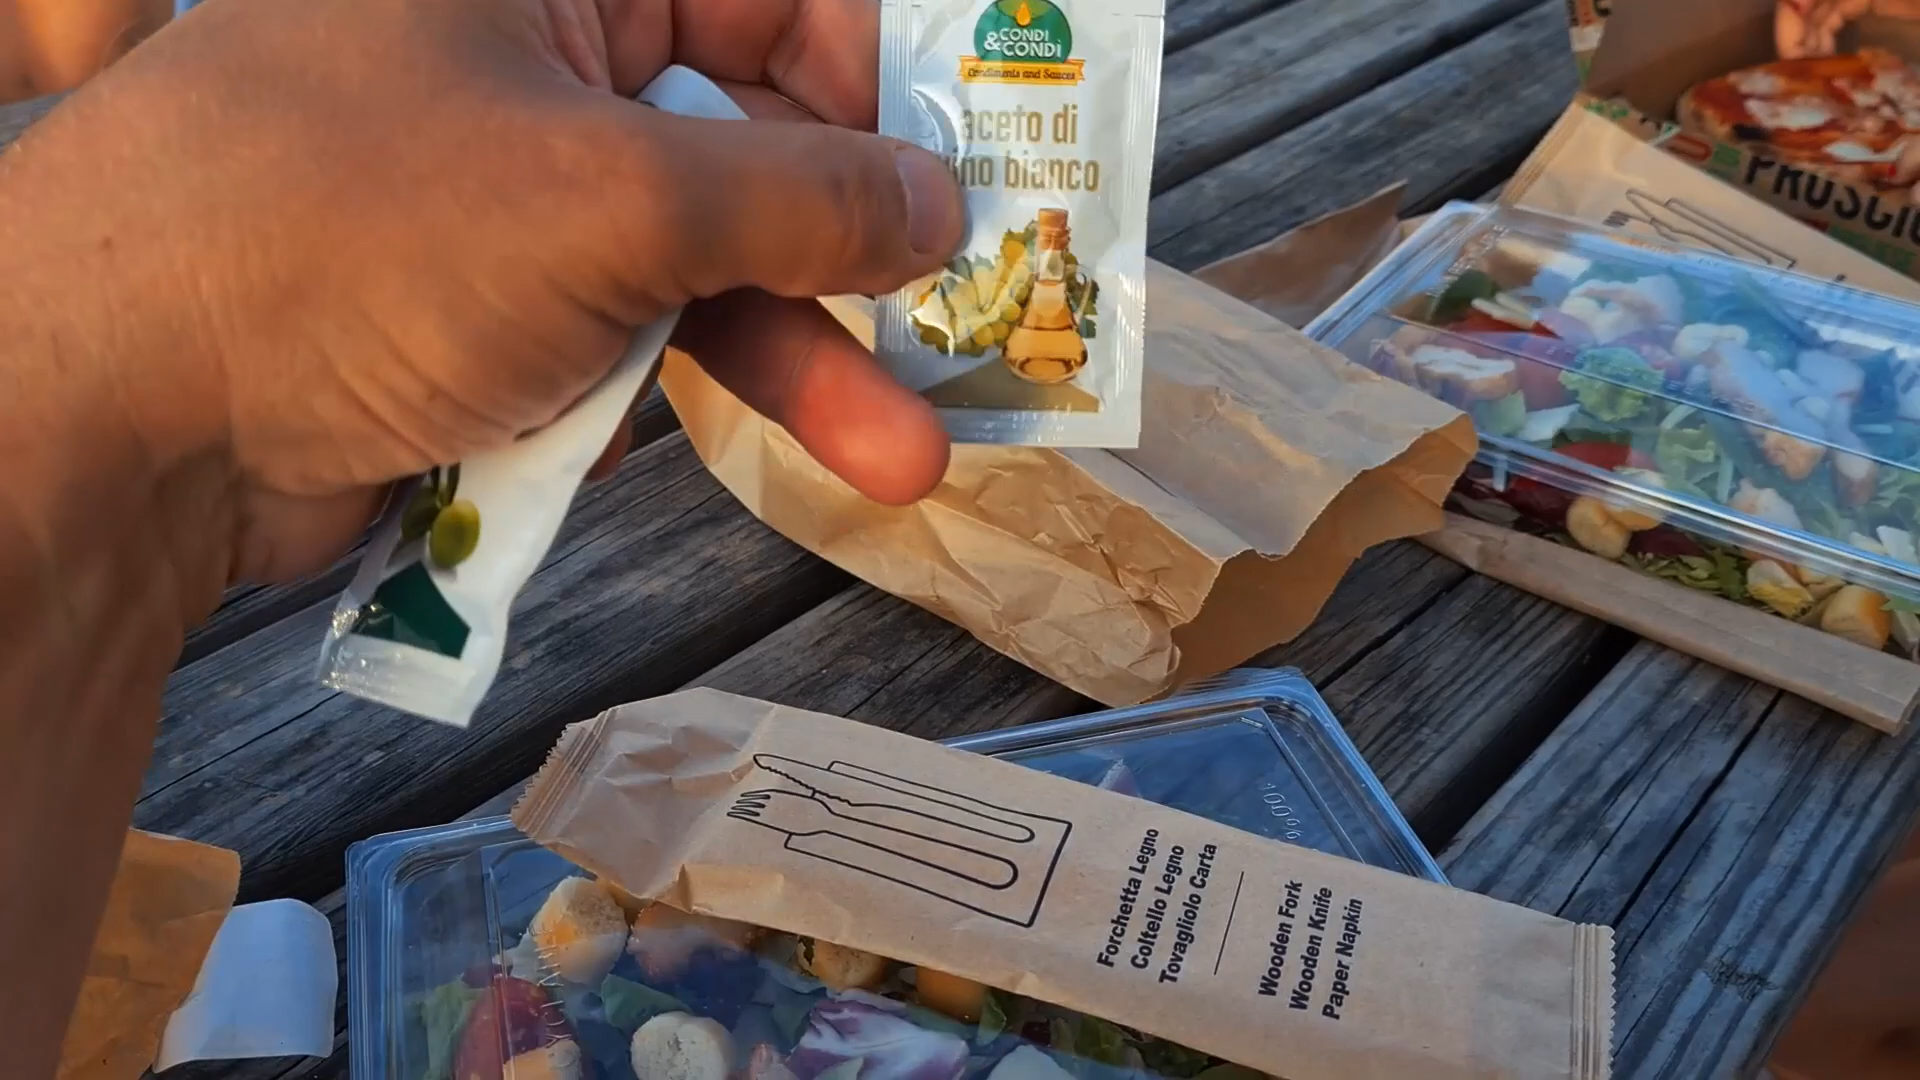 CONDI
& CONDÌ
Condiments and Sauces
aceto di
vino bianco
Forchetta Legno
Coltello Legno
Tovagliolo Carta
Wooden Fork
Wooden Knife
Paper Napkin